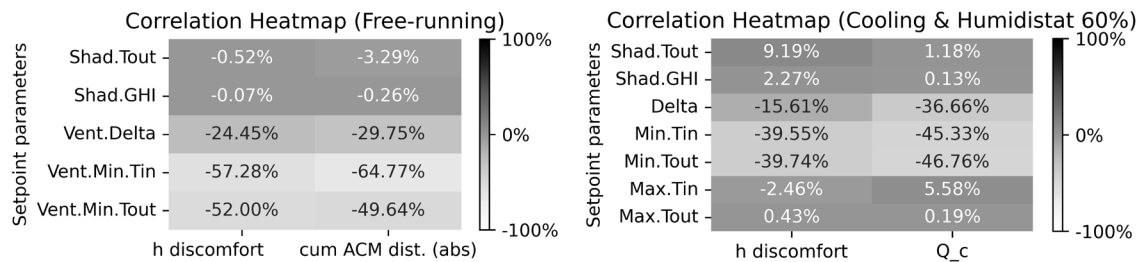 Correlation Heatmap (Free-running)
Setpoint parameters
Shad.Tout -0.52% -3.29%
Shad.GHI -0.07% -0.26%
Vent.Delta -24.45% -29.75%
Vent.Min.Tin -57.28% -64.77%
Vent.Min.Tout -52.00% -49.64%
h discomfort cum ACM dist. (abs)
100%
0%
-100%
Correlation Heatmap (Cooling & Humidistat 60%)
Setpoint parameters
Shad.Tout 9.19% 1.18%
Shad.GHI 2.27% 0.13%
Delta -15.61% -36.66%
Min.Tin -39.55% -45.33%
Min.Tout -39.74% -46.76%
Max.Tin -2.46% 5.58%
Max.Tout 0.43% 0.19%
h discomfort Q_c
100%
0%
-100%